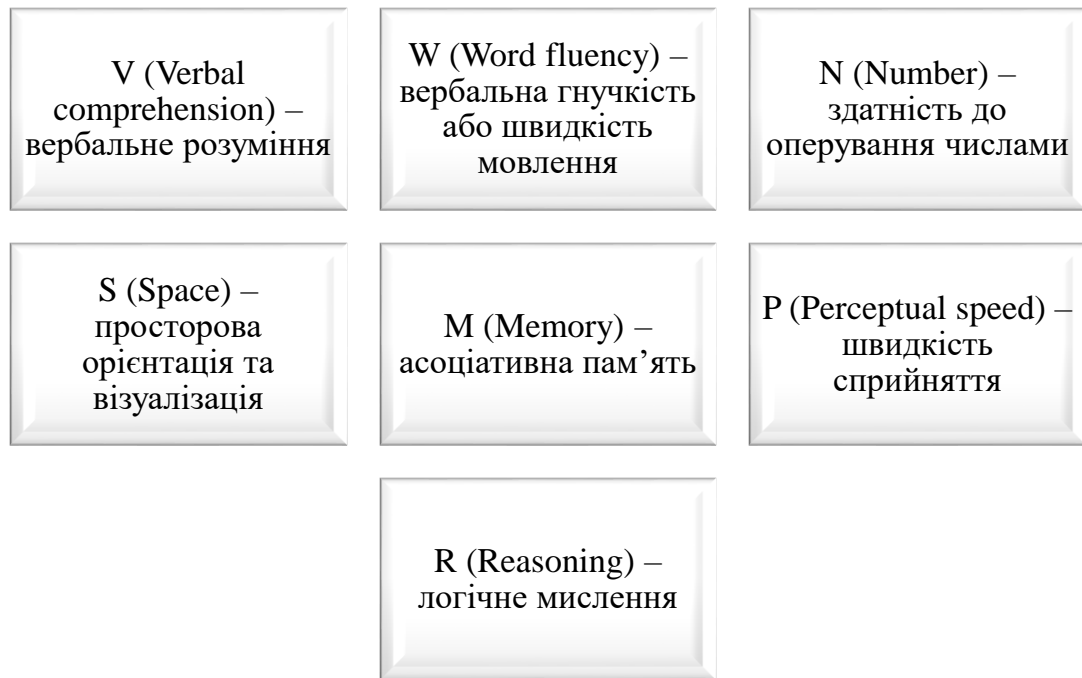 V (Verbal
comprehension) –
вербальне розуміння
W (Word fluency) –
вербальна гнучкість
або швидкість
мовлення
N (Number) –
здатність до
оперування числами
S (Space) –
просторова
орієнтація та
візуалізація
M (Memory) –
асоціативна пам’ять
P (Perceptual speed) –
швидкість
сприйняття
R (Reasoning) –
логічне мислення